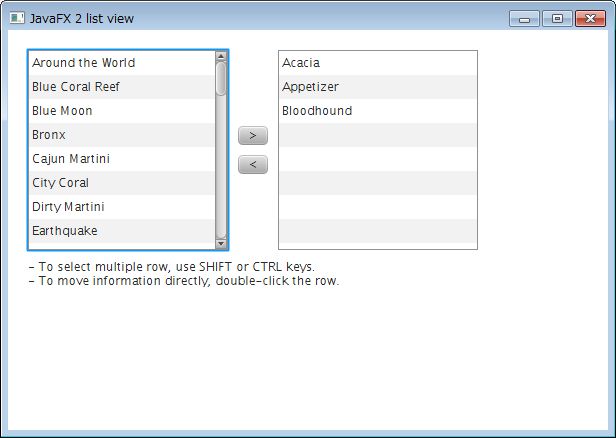 JavaFX 2 list view
Around the World
Blue Coral Reef
Blue Moon
Bronx
Cajun Martini
City Coral
Dirty Martini
Earthquake
>
<
Acacia
Appetizer
Bloodhound
- To select multiple row, use SHIFT or CTRL keys.
- To move information directly, double-click the row.